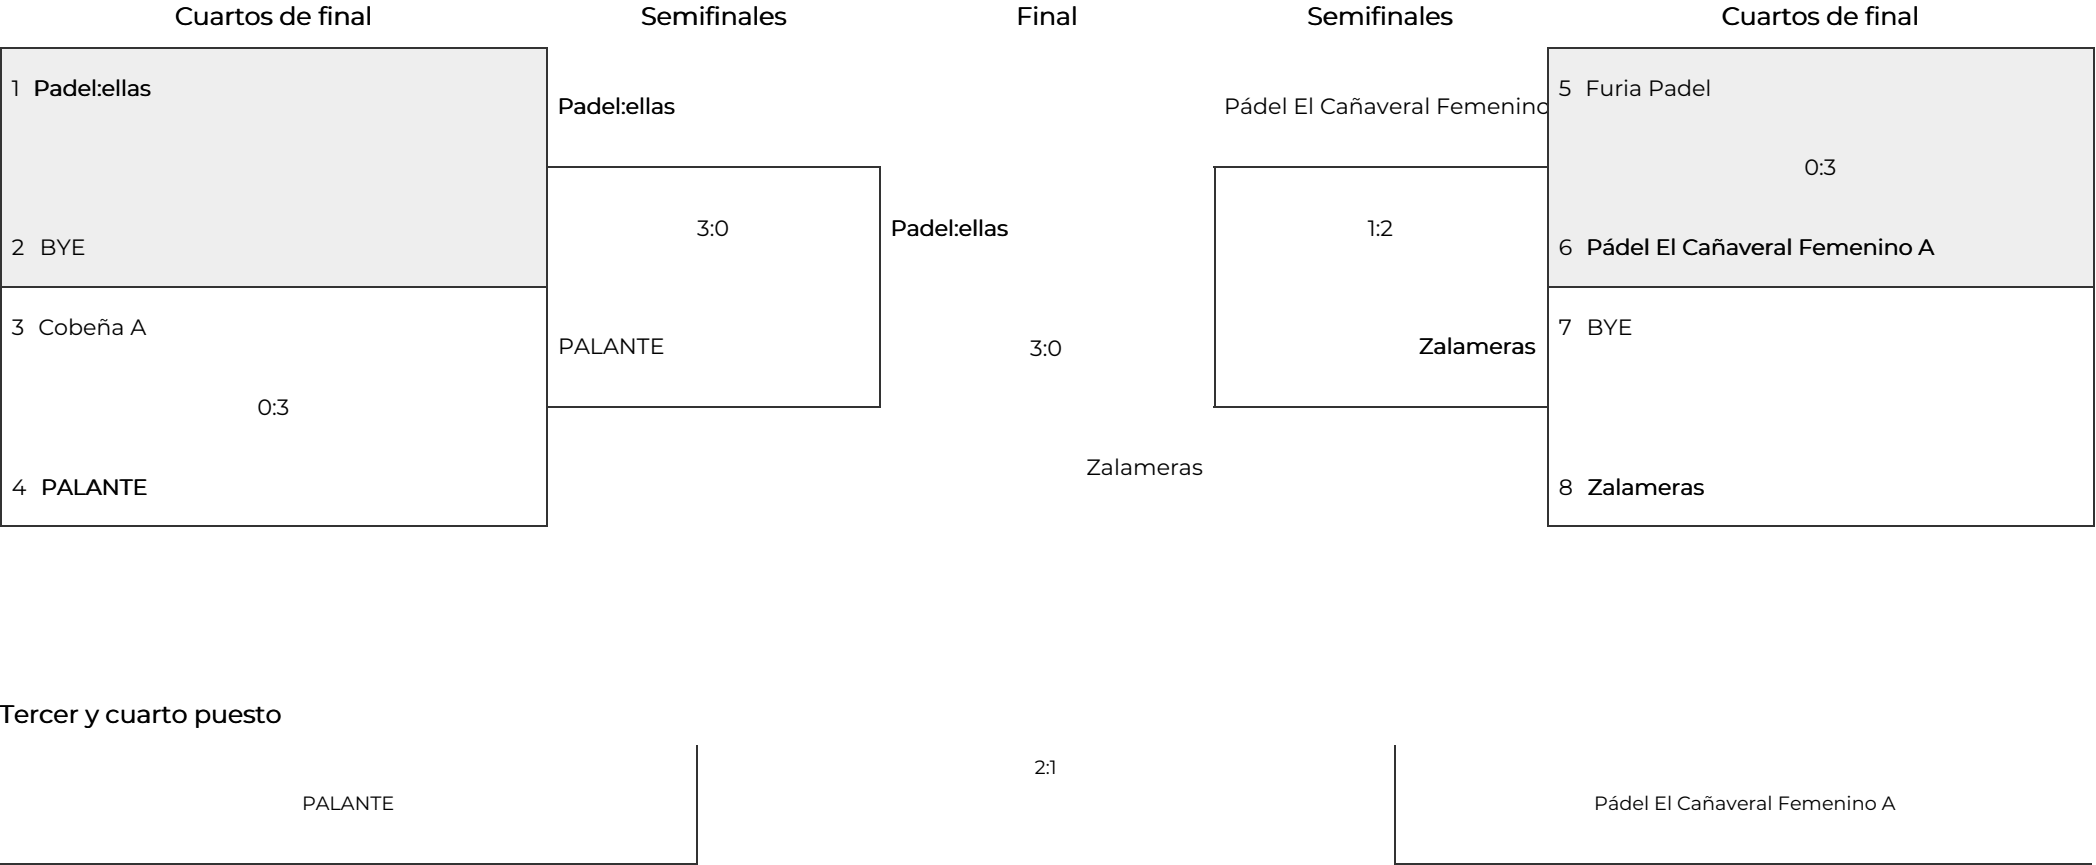 Cuartos de final
Semifinales
Final
Semifinales
Cuartos de final
1 Padel:ellas
2 BYE
3 Cobeña A
0:3
4 PALANTE
Padel:ellas
3:0
PALANTE
Padel:ellas
3:0
Zalameras
Pádel El Cañaveral Femenino
1:2
Zalameras
5 Furia Padel
0:3
6 Pádel El Cañaveral Femenino A
7 BYE
8 Zalameras
Tercer y cuarto puesto
PALANTE
2:1
Pádel El Cañaveral Femenino A